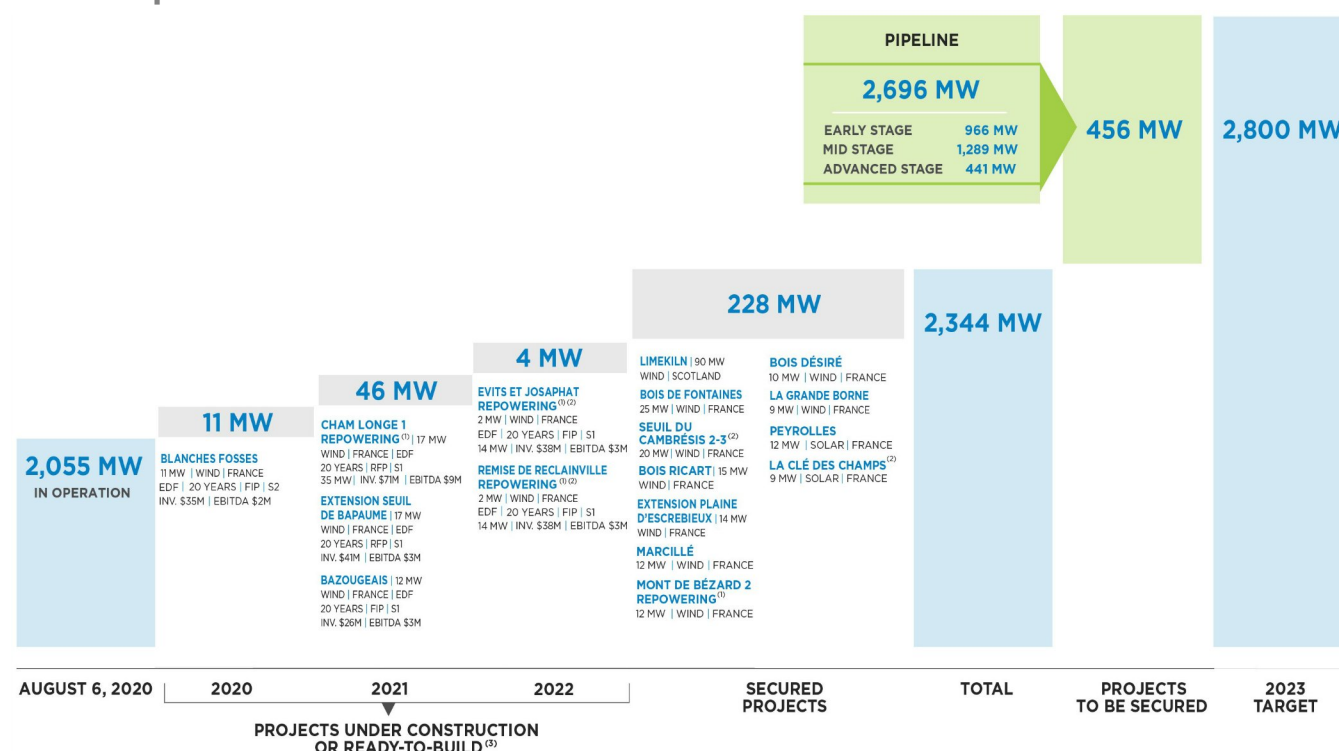 PIPELINE
2,696 MW
EARLY STAGE 966 MW
MID STAGE 1,289 MW
ADVANCED STAGE 441 MW
456 MW
2,800 MW
2,055 MW
IN OPERATION
11 MW
BLANCHES FOSSES
11 MW | WIND | FRANCE
EDF | 20 YEARS | FIP | S2
INV. $35M | EBITDA $2M
46 MW
CHAM LONGE 1
REPOWERING(1) | 17 MW
WIND | FRANCE | EDF
20 YEARS | RFP | S1
35 MW | INV. $71M | EBITDA $9M
EXTENSION SEUIL
DE BAPAUME | 17 MW
WIND | FRANCE | EDF
20 YEARS | RFP | S1
INV. $41M | EBITDA $3M
BAZOUGEAIS | 12 MW
WIND | FRANCE | EDF
20 YEARS | FIP | S1
INV. $26M | EBITDA $3M
4 MW
EVITS ET JOSAPHAT
REPOWERING(1)(2)
2 MW | WIND | FRANCE
EDF | 20 YEARS | FIP | S1
14 MW | INV. $38M | EBITDA $3M
REMISE DE RECLAINVILLE
REPOWERING(1)(2)
2 MW | WIND | FRANCE
EDF | 20 YEARS | FIP | S1
14 MW | INV. $38M | EBITDA $3M
228 MW
LIMEKILN | 90 MW
WIND | SCOTLAND
BOIS DE FONTAINES
25 MW | WIND | FRANCE
SEUIL DU
CAMBRÉSIS 2-3(2)
20 MW | WIND | FRANCE
BOIS RICART | 15 MW
WIND | FRANCE
EXTENSION PLAINE
D'ESCREBIEUX | 14 MW
WIND | FRANCE
MARCILLÉ
12 MW | WIND | FRANCE
MONT DE BÉZARD 2
REPOWERING(1)
12 MW | WIND | FRANCE
BOIS DÉSIRÉ
10 MW | WIND | FRANCE
LA GRANDE BORNE
9 MW | WIND | FRANCE
PEYROLLES
12 MW | SOLAR | FRANCE
LA CLÉ DES CHAMPS(2)
9 MW | SOLAR | FRANCE
2,344 MW
AUGUST 6, 2020
2020
2021
2022
PROJECTS UNDER CONSTRUCTION
OR READY-TO-BUILD(3)
SECURED
PROJECTS
TOTAL
PROJECTS
TO BE SECURED
2023
TARGET